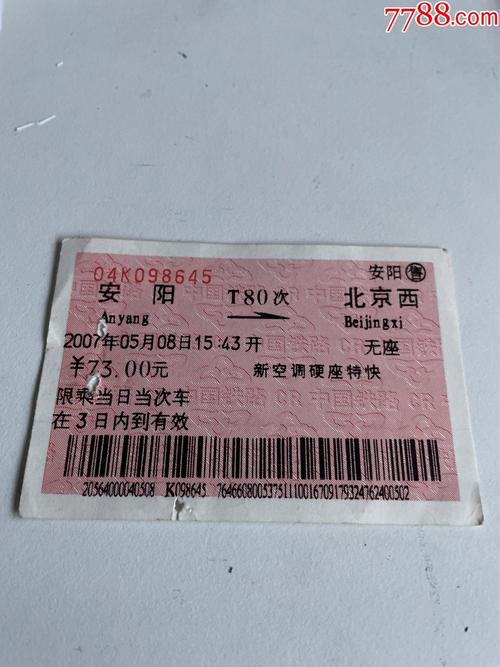 7788.com
04K098645 安阳售
安阳 T80次 北京西
Anyang Beijingxi
2007年05月08日15:43开 无座
¥73.00元 新空调硬座特快
限乘当日当次车
在3日内到有效
20564000040508 K098645 7646608005375111001670917932476240​0502